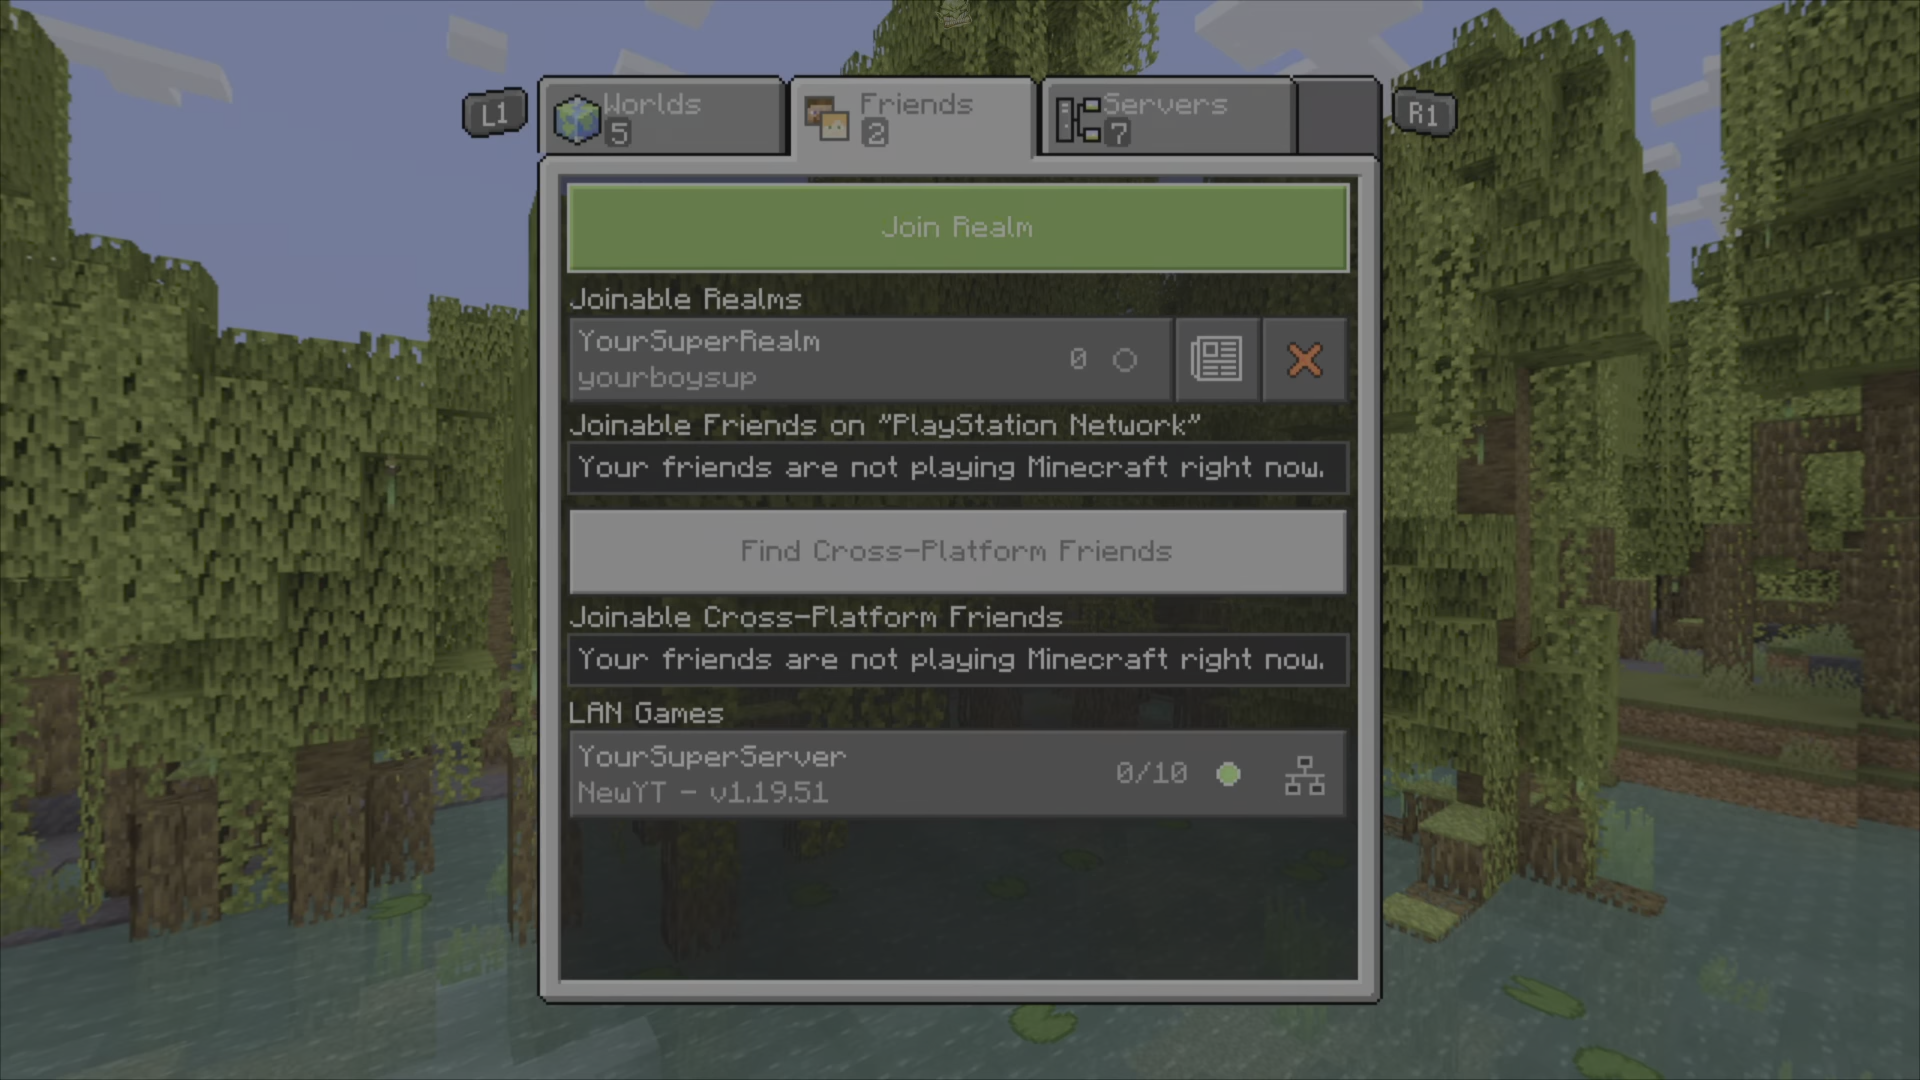 L1
Worlds
5
Friends
2
Servers
7
R1
Join Realm
Joinable Realms
YourSuperRealm
yourboysup
0
Joinable Friends on "PlayStation Network"
Your friends are not playing Minecraft right now.
Find Cross-Platform Friends
Joinable Cross-Platform Friends
Your friends are not playing Minecraft right now.
LAN Games
YourSuperServer
NewYT - v1.19.51
0/10